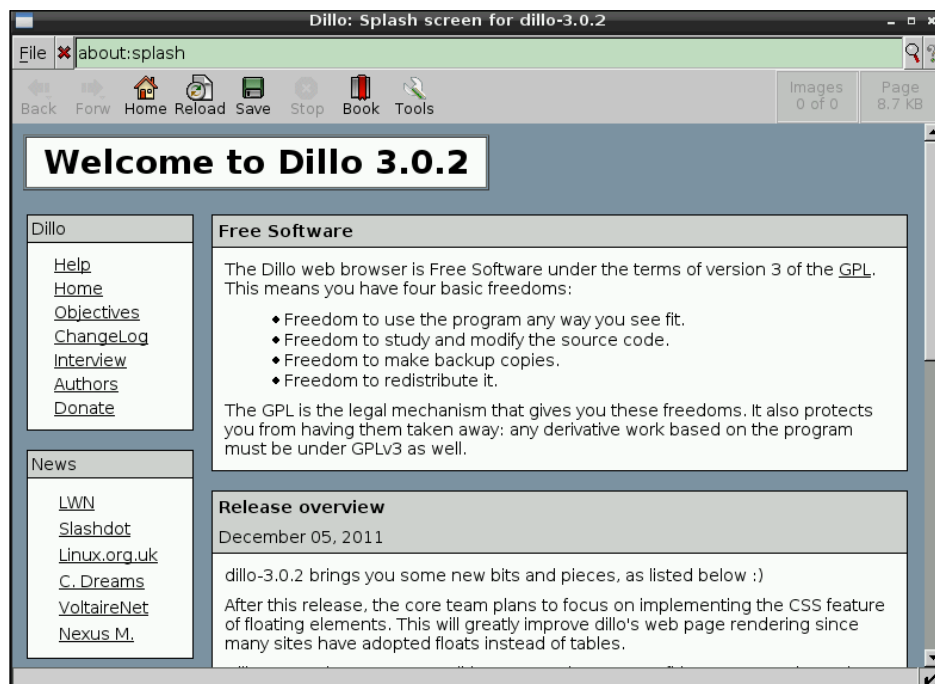 Dillo: Splash screen for dillo-3.0.2
File about:splash ?
Back Forw Home Reload Save Stop Book Tools
Images
0 of 0
Page
8.7 KB
Welcome to Dillo 3.0.2
Dillo
Help
Home
Objectives
ChangeLog
Interview
Authors
Donate
News
LWN
Slashdot
Linux.org.uk
C. Dreams
VoltaireNet
Nexus M.
Free Software
The Dillo web browser is Free Software under the terms of version 3 of the GPL.
This means you have four basic freedoms:
Freedom to use the program any way you see fit.
Freedom to study and modify the source code.
Freedom to make backup copies.
Freedom to redistribute it.
The GPL is the legal mechanism that gives you these freedoms. It also protects
you from having them taken away: any derivative work based on the program
must be under GPLv3 as well.
Release overview
December 05, 2011
dillo-3.0.2 brings you some new bits and pieces, as listed below :)
After this release, the core team plans to focus on implementing the CSS feature
of floating elements. This will greatly improve dillo's web page rendering since
many sites have adopted floats instead of tables.